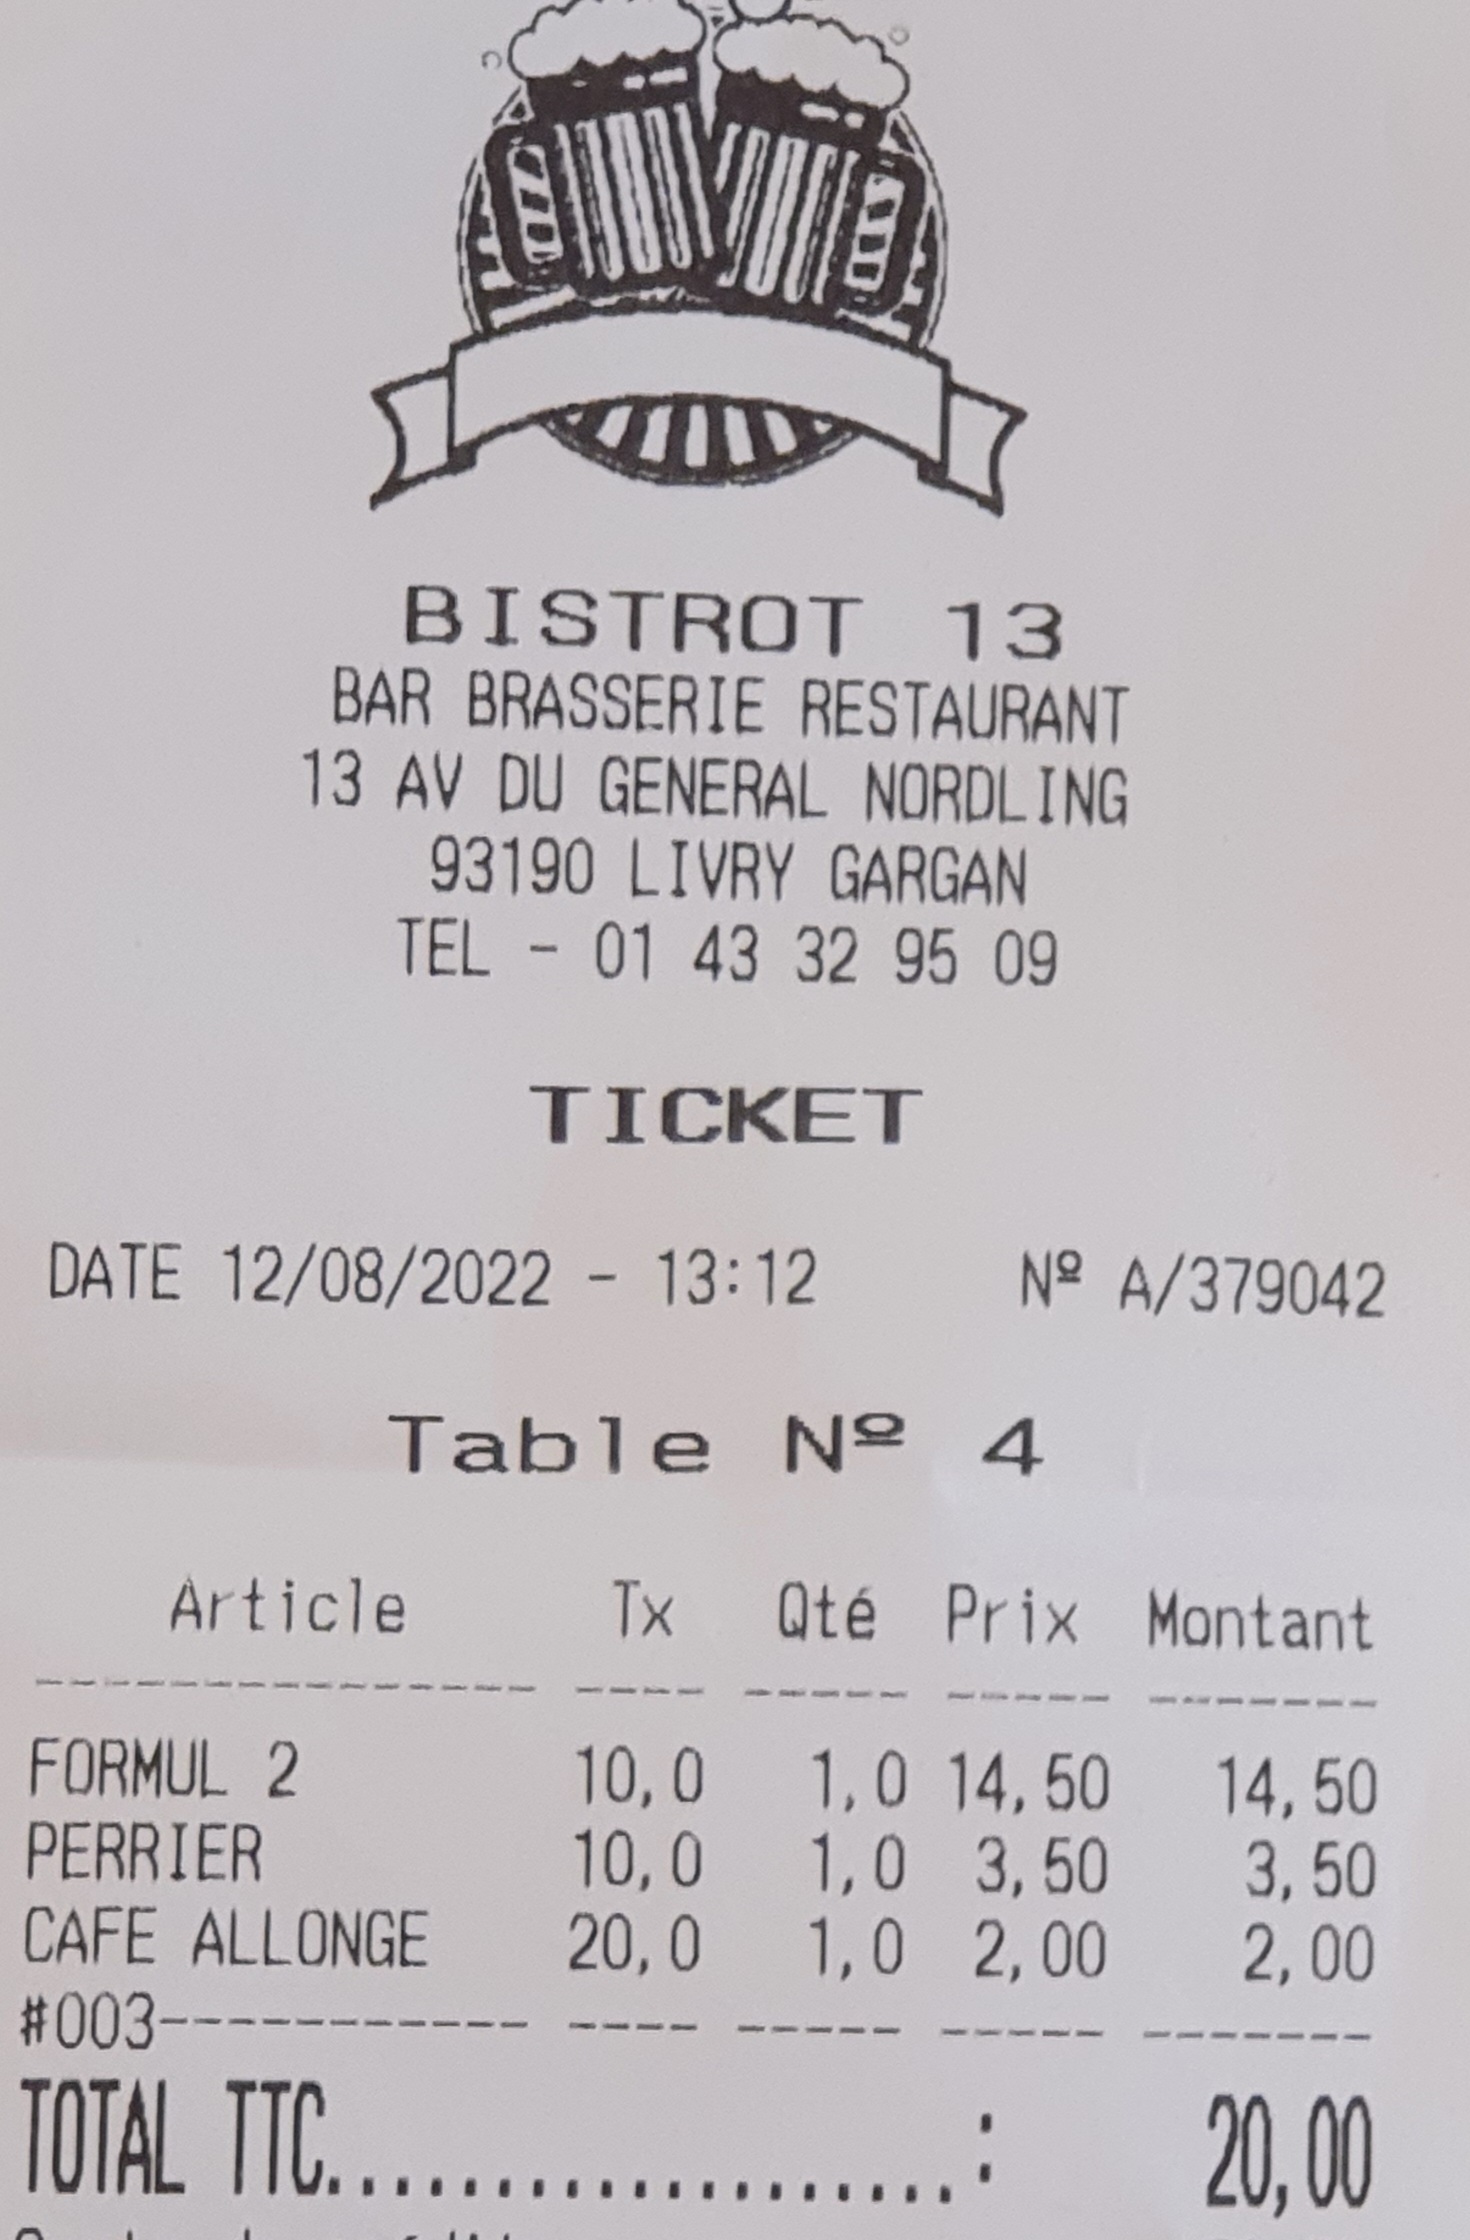 BISTROT 13
BAR BRASSERIE RESTAURANT
13 AV DU GENERAL NORDLING
93190 LIVRY GARGAN
TEL - 01 43 32 95 09
TICKET
DATE 12/08/2022 - 13:12 Nº A/379042
Table Nº 4
Article Tx Qté Prix Montant
--------------- ---- ----- ----- -------
FORMUL 2 10,0 1,0 14,50 14,50
PERRIER 10,0 1,0 3,50 3,50
CAFE ALLONGE 20,0 1,0 2,00 2,00
#003----------- ---- ----- ----- -------
TOTAL TTC...................: 20,00